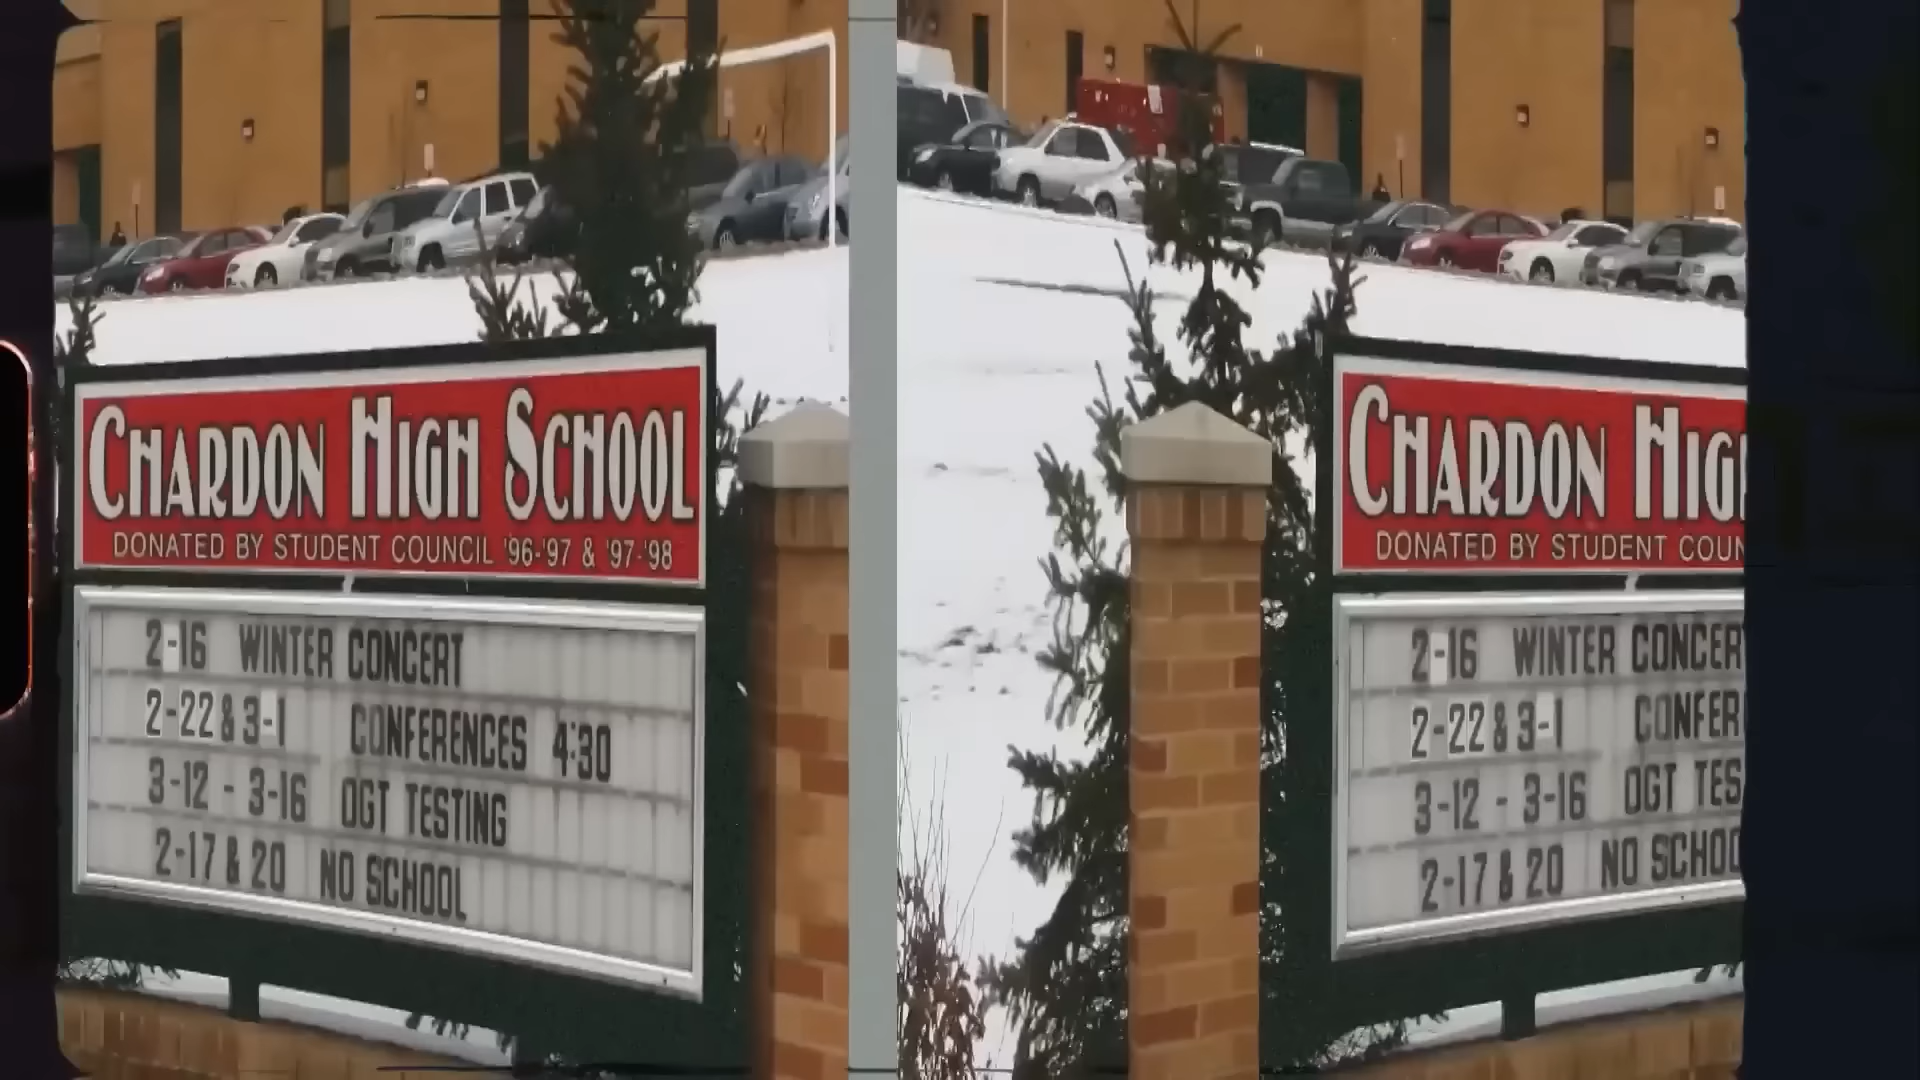 CHARDON HIGH SCHOOL
DONATED BY STUDENT COUNCIL '96-'97 & '97-'98
2-16 WINTER CONCERT
2-22 & 3-1 CONFERENCES 4:30
3-12 - 3-16 OGT TESTING
2-17 & 20 NO SCHOOL
CHARDON HIGH
DONATED BY STUDENT COUN
2-16 WINTER CONCERT
2-22 & 3-1 CONFER
3-12 - 3-16 OGT TES
2-17 & 20 NO SCHOO